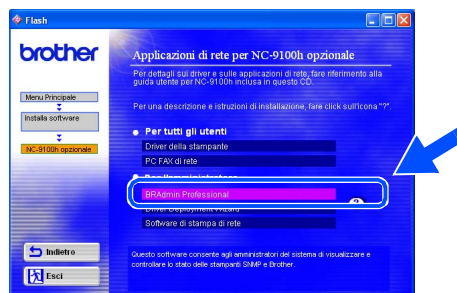 Flash
brother
Applicazioni di rete per NC-9100h opzionale
Per dettagli sui driver e sulle applicazioni di rete, fare riferimento alla
guida utente per NC-9100h inclusa in questo CD.
Per una descrizione e istruzioni di installazione, fare click sull'icona "?".
Menu Principale
Installa software
NC-9100h opzionale
Per tutti gli utenti
Driver della stampante
PC FAX di rete
Per l'amministratore
BRAdmin Professional
?
Driver Deployment Wizard
Software di stampa di rete
Indietro
Esci
Questo software consente agli amministratori del sistema di visualizzare e
controllare lo stato delle stampanti SNMP e Brother.